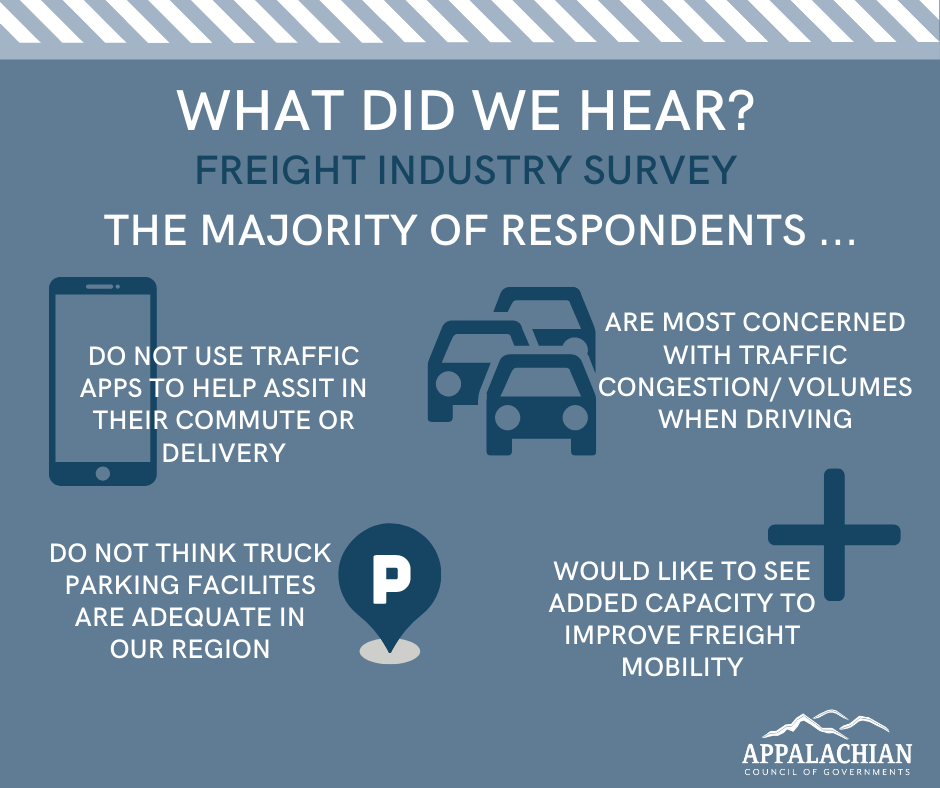 WHAT DID WE HEAR?
FREIGHT INDUSTRY SURVEY
THE MAJORITY OF RESPONDENTS ...
DO NOT USE TRAFFIC
APPS TO HELP ASSIT IN
THEIR COMMUTE OR
DELIVERY
ARE MOST CONCERNED
WITH TRAFFIC
CONGESTION/ VOLUMES
WHEN DRIVING
DO NOT THINK TRUCK
PARKING FACILITES
ARE ADEQUATE IN
OUR REGION
P
WOULD LIKE TO SEE
ADDED CAPACITY TO
IMPROVE FREIGHT
MOBILITY
APPALACHIAN
COUNCIL OF GOVERNMENTS